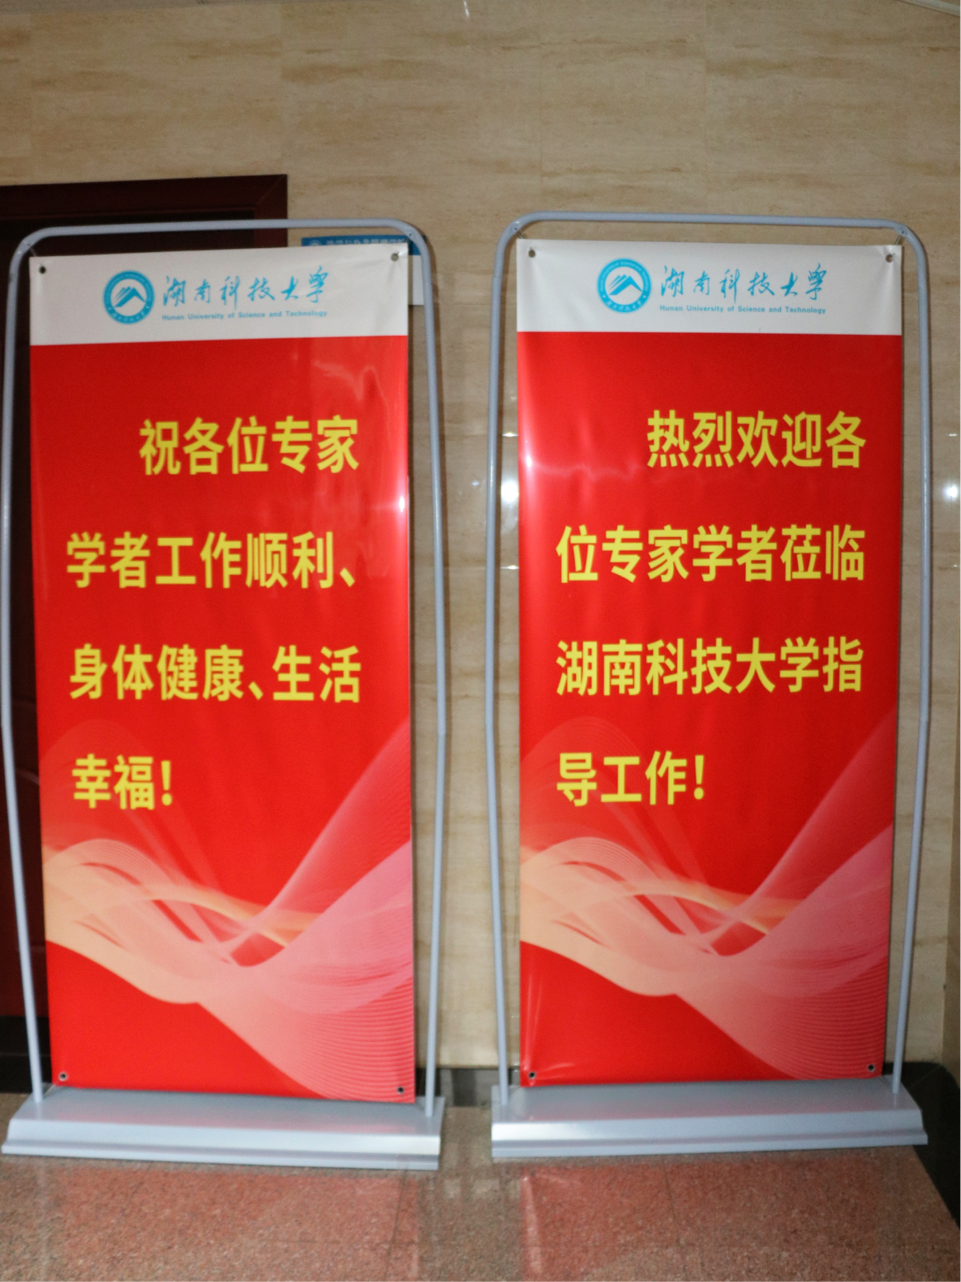 湖南科技大学
Hunan University of Science and Technology
祝各位专家
学者工作顺利、
身体健康、生活
幸福!
湖南科技大学
Hunan University of Science and Technology
热烈欢迎各
位专家学者莅临
湖南科技大学指
导工作!